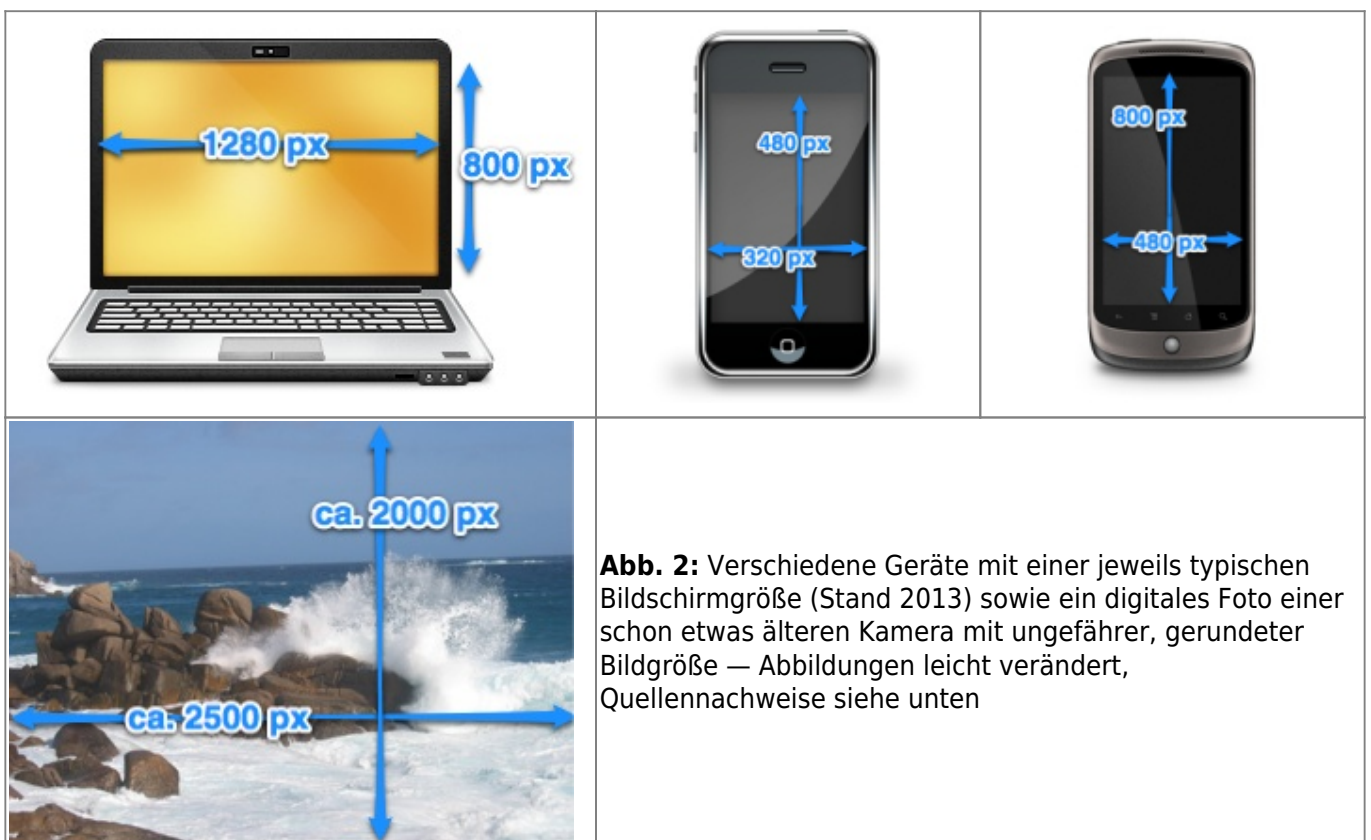 1280 px
800 px
480 px
320 px
800 px
480 px
ca. 2000 px
ca. 2500 px
Abb. 2: Verschiedene Geräte mit einer jeweils typischen
Bildschirmgröße (Stand 2013) sowie ein digitales Foto einer
schon etwas älteren Kamera mit ungefährer, gerundeter
Bildgröße — Abbildungen leicht verändert,
Quellennachweise siehe unten